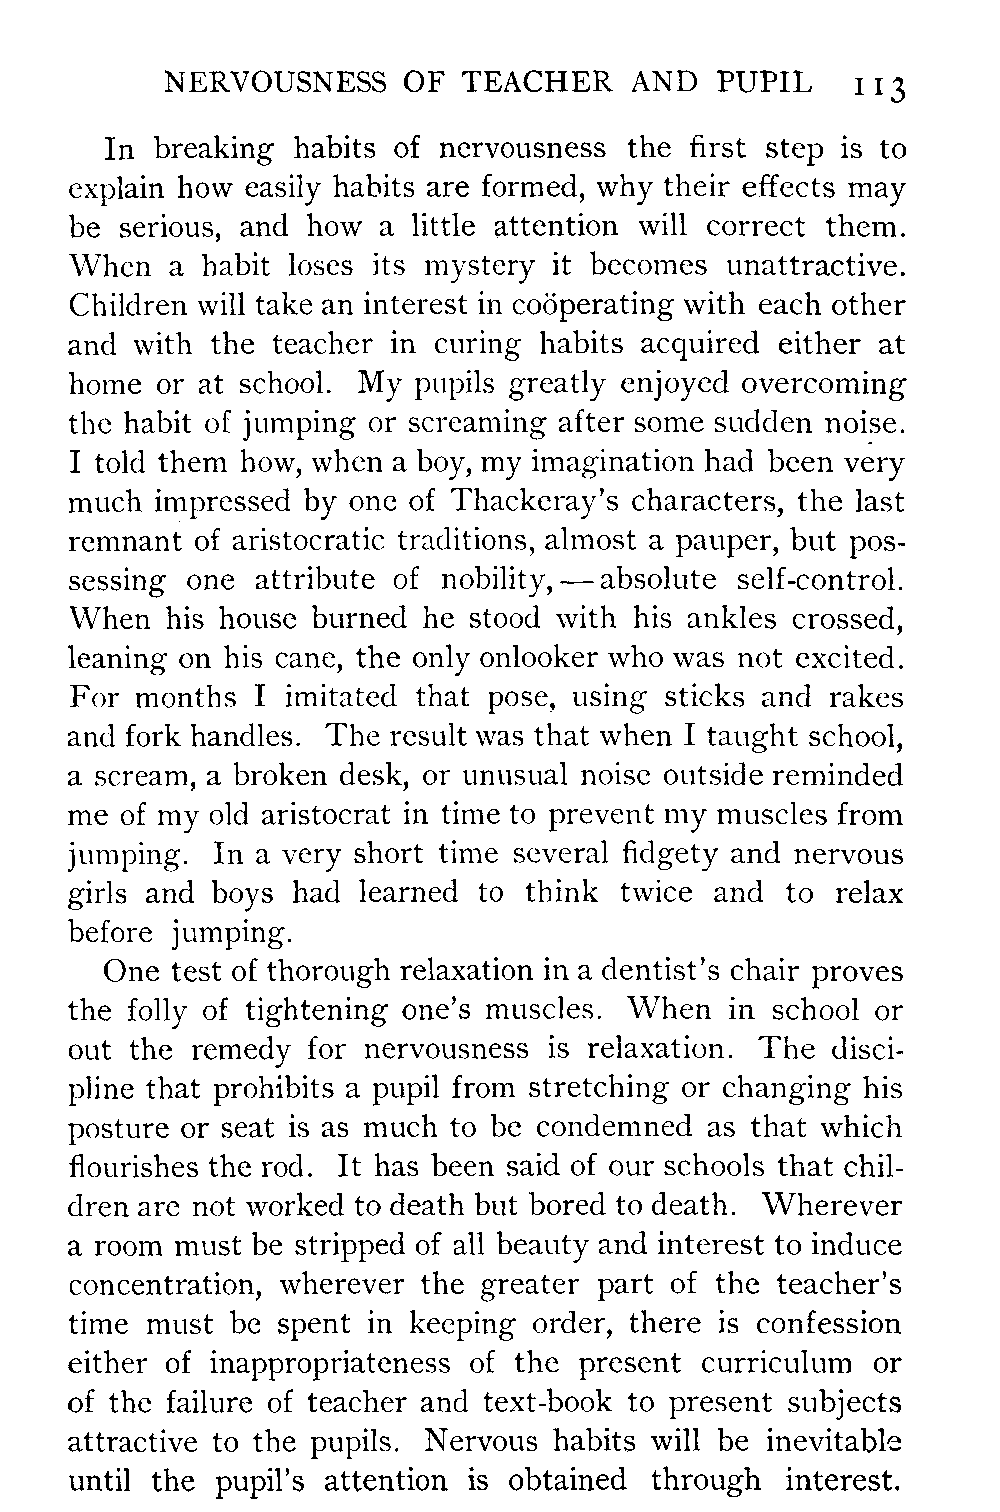 NERVOUSNESS OF TEACHER AND PUPIL 113
In breaking habits of nervousness the first step is to
explain how easily habits are formed, why their effects may
be serious, and how a little attention will correct them.
When a habit loses its mystery it becomes unattractive.
Children will take an interest in coöperating with each other
and with the teacher in curing habits acquired either at
home or at school. My pupils greatly enjoyed overcoming
the habit of jumping or screaming after some sudden noise.
I told them how, when a boy, my imagination had been very
much impressed by one of Thackeray's characters, the last
remnant of aristocratic traditions, almost a pauper, but pos-
sessing one attribute of nobility, — absolute self-control.
When his house burned he stood with his ankles crossed,
leaning on his cane, the only onlooker who was not excited.
For months I imitated that pose, using sticks and rakes
and fork handles. The result was that when I taught school,
a scream, a broken desk, or unusual noise outside reminded
me of my old aristocrat in time to prevent my muscles from
jumping. In a very short time several fidgety and nervous
girls and boys had learned to think twice and to relax
before jumping.
One test of thorough relaxation in a dentist's chair proves
the folly of tightening one's muscles. When in school or
out the remedy for nervousness is relaxation. The disci-
pline that prohibits a pupil from stretching or changing his
posture or seat is as much to be condemned as that which
flourishes the rod. It has been said of our schools that chil-
dren are not worked to death but bored to death. Wherever
a room must be stripped of all beauty and interest to induce
concentration, wherever the greater part of the teacher's
time must be spent in keeping order, there is confession
either of inappropriateness of the present curriculum or
of the failure of teacher and text-book to present subjects
attractive to the pupils. Nervous habits will be inevitable
until the pupil's attention is obtained through interest.